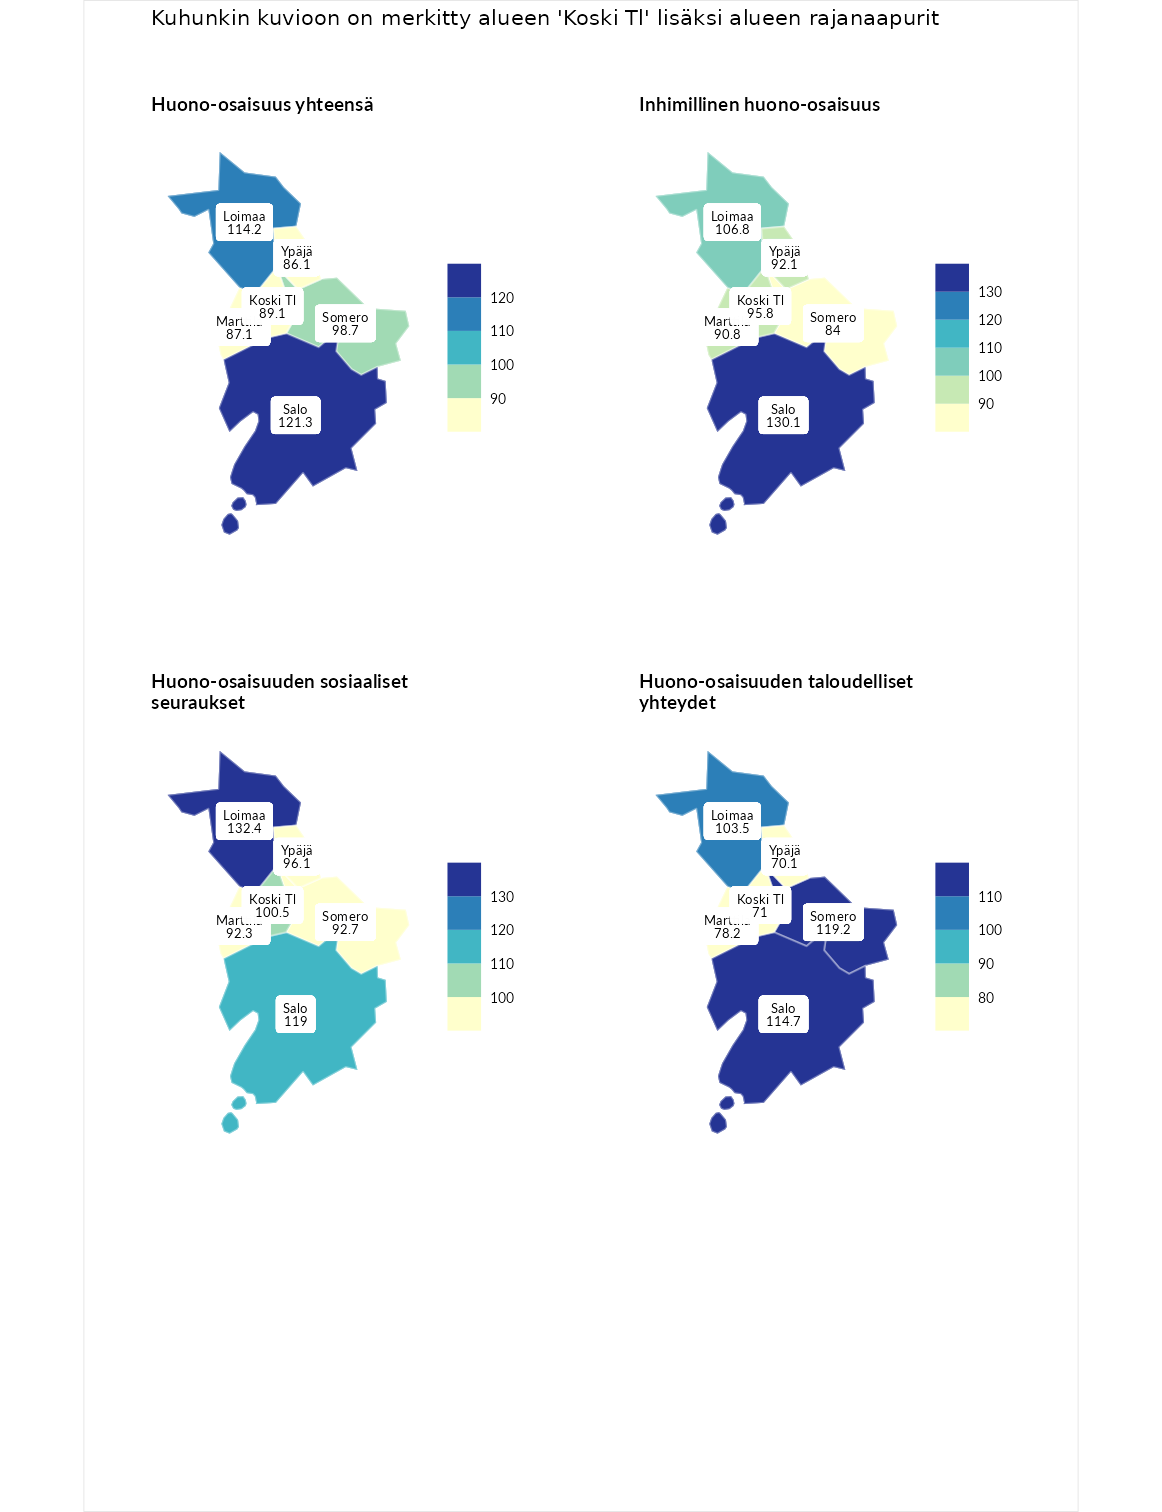 Kuhunkin kuvioon on merkitty alueen 'Koski Tl' lisäksi alueen rajanaapurit
Huono-osaisuus yhteensä
Loimaa
114.2
Ypäjä
86.1
Koski Tl
89.1
87.1
Somero
98.7
Salo
121.3
120
110
100
90
Inhimillinen huono-osaisuus
Loimaa
106.8
Ypäjä
92.1
Koski Tl
95.8
90.8
Somero
84
Salo
130.1
130
120
110
100
90
Huono-osaisuuden sosiaaliset
seuraukset
Loimaa
132.4
Ypäjä
96.1
Koski Tl
100.5
92.3
Somero
92.7
Salo
119
130
120
110
100
Huono-osaisuuden taloudelliset
yhteydet
Loimaa
103.5
Ypäjä
70.1
Koski Tl
71
78.2
Somero
119.2
Salo
114.7
110
100
90
80